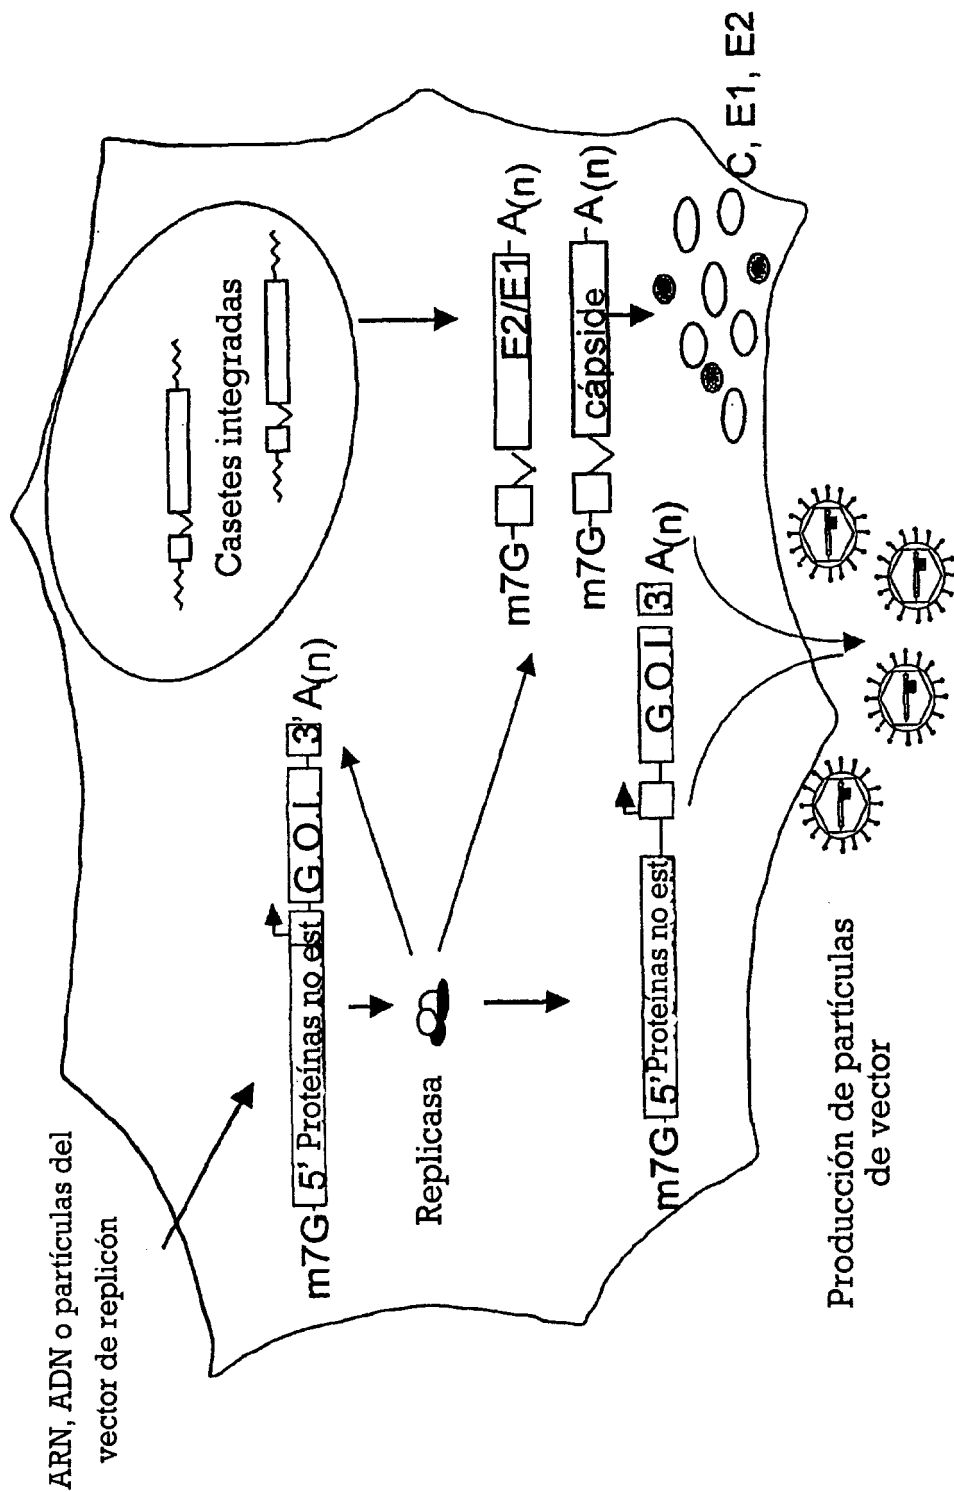 ARN, ADN o partículas del
vector de replicón
Casetes integradas
m7G 5' Proteínas no est G.O.I. 3' A(n)
Replicasa
m7G E2/E1 A(n)
m7G cápside A(n)
C, E1, E2
m7G 5' Proteínas no est G.O.I 3' A(n)
Producción de partículas
de vector